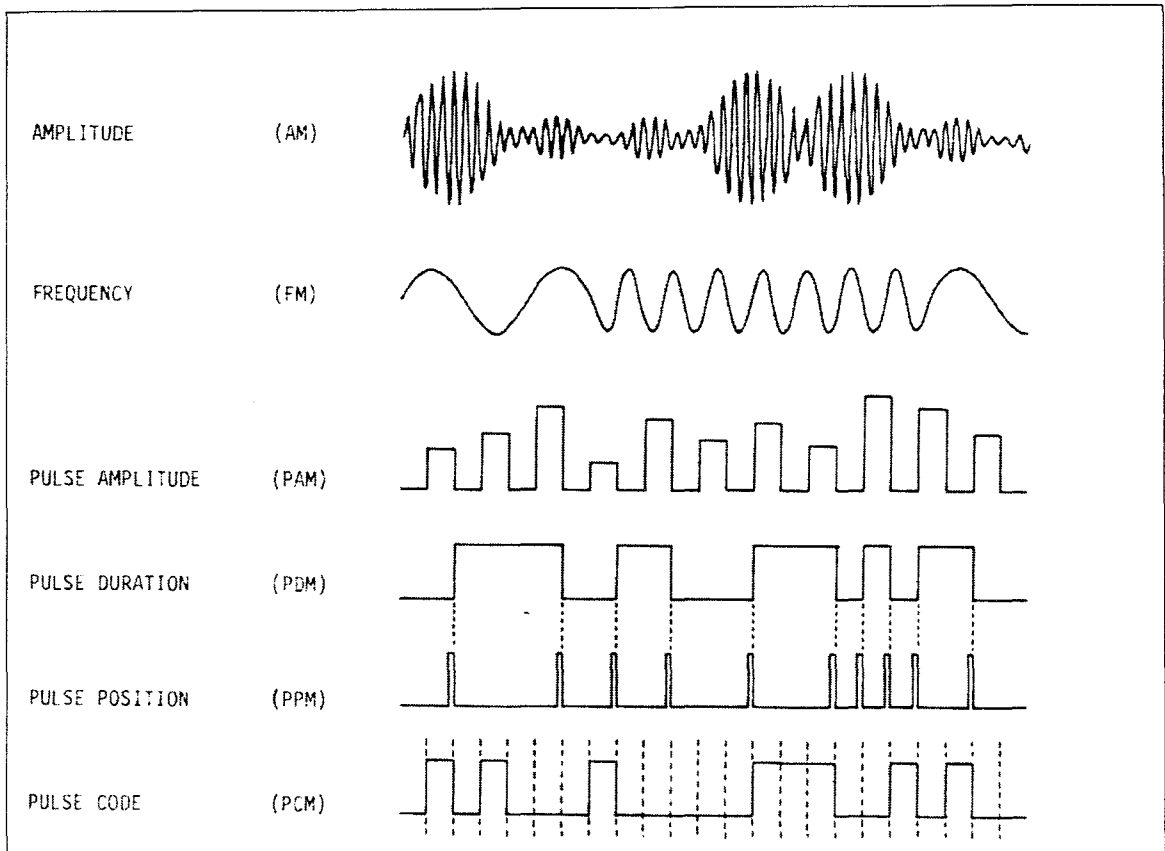 AMPLITUDE (AM)
FREQUENCY (FM)
PULSE AMPLITUDE (PAM)
PULSE DURATION (PDM)
PULSE POSITION (PPM)
PULSE CODE (PCM)